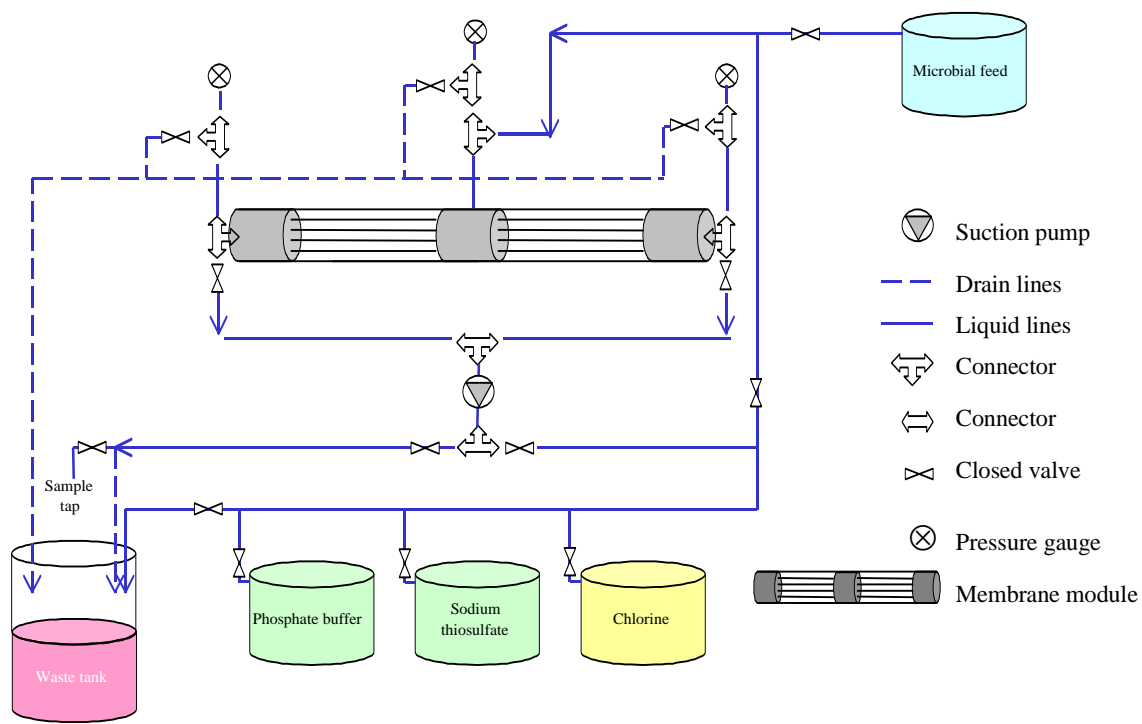 Microbial feed
Suction pump
Drain lines
Liquid lines
Connector
Connector
Closed valve
Pressure gauge
Membrane module
Sample
tap
Phosphate buffer
Sodium
thiosulfate
Chlorine
Waste tank